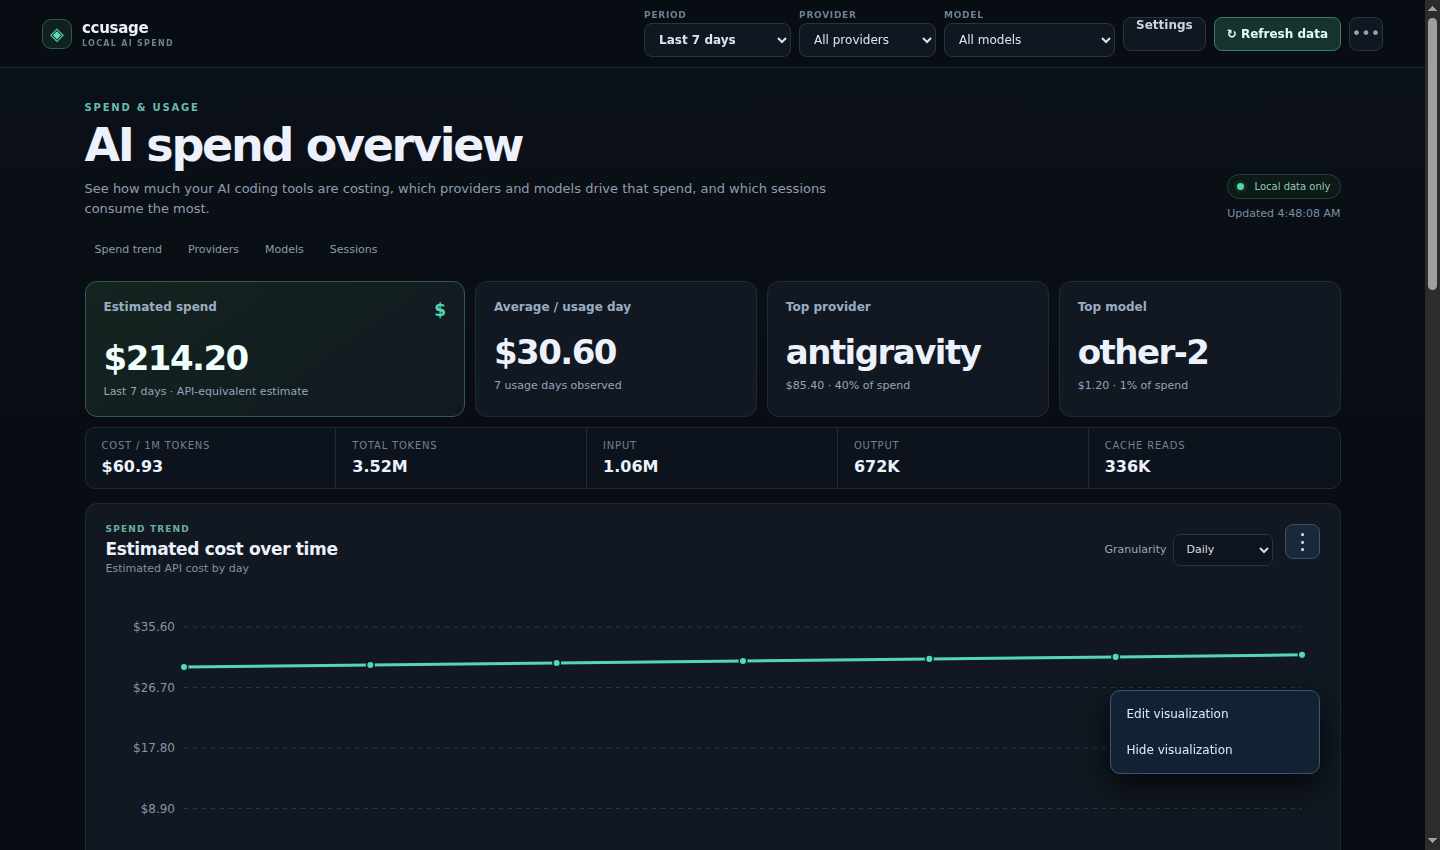 ccusage
LOCAL AI SPEND
PERIOD
Last 7 days
PROVIDER
All providers
MODEL
All models
Settings
↻ Refresh data
•••
SPEND & USAGE
AI spend overview
See how much your AI coding tools are costing, which providers and models drive that spend, and which sessions
consume the most.
Local data only
Updated 4:48:08 AM
Spend trend Providers Models Sessions
Estimated spend
$
$214.20
Last 7 days · API-equivalent estimate
Average / usage day
$30.60
7 usage days observed
Top provider
antigravity
$85.40 · 40% of spend
Top model
other-2
$1.20 · 1% of spend
COST / 1M TOKENS
$60.93
TOTAL TOKENS
3.52M
INPUT
1.06M
OUTPUT
672K
CACHE READS
336K
SPEND TREND
Estimated cost over time
Estimated API cost by day
Granularity
Daily
⋮
$35.60
$26.70
$17.80
$8.90
Edit visualization
Hide visualization